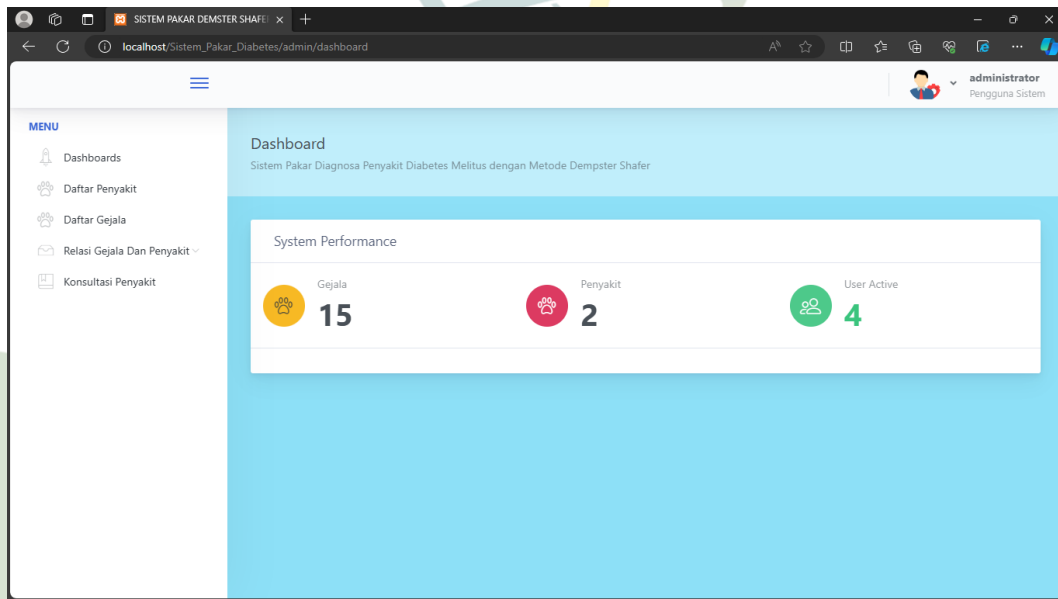 SISTEM PAKAR DEMSTER SHAFE
localhost/Sistem_Pakar_Diabetes/admin/dashboard
administrator
Pengguna Sistem
MENU
Dashboards
Daftar Penyakit
Daftar Gejala
Relasi Gejala Dan Penyakit
Konsultasi Penyakit
Dashboard
Sistem Pakar Diagnosa Penyakit Diabetes Melitus dengan Metode Dempster Shafer
System Performance
Gejala
15
Penyakit
2
User Active
4